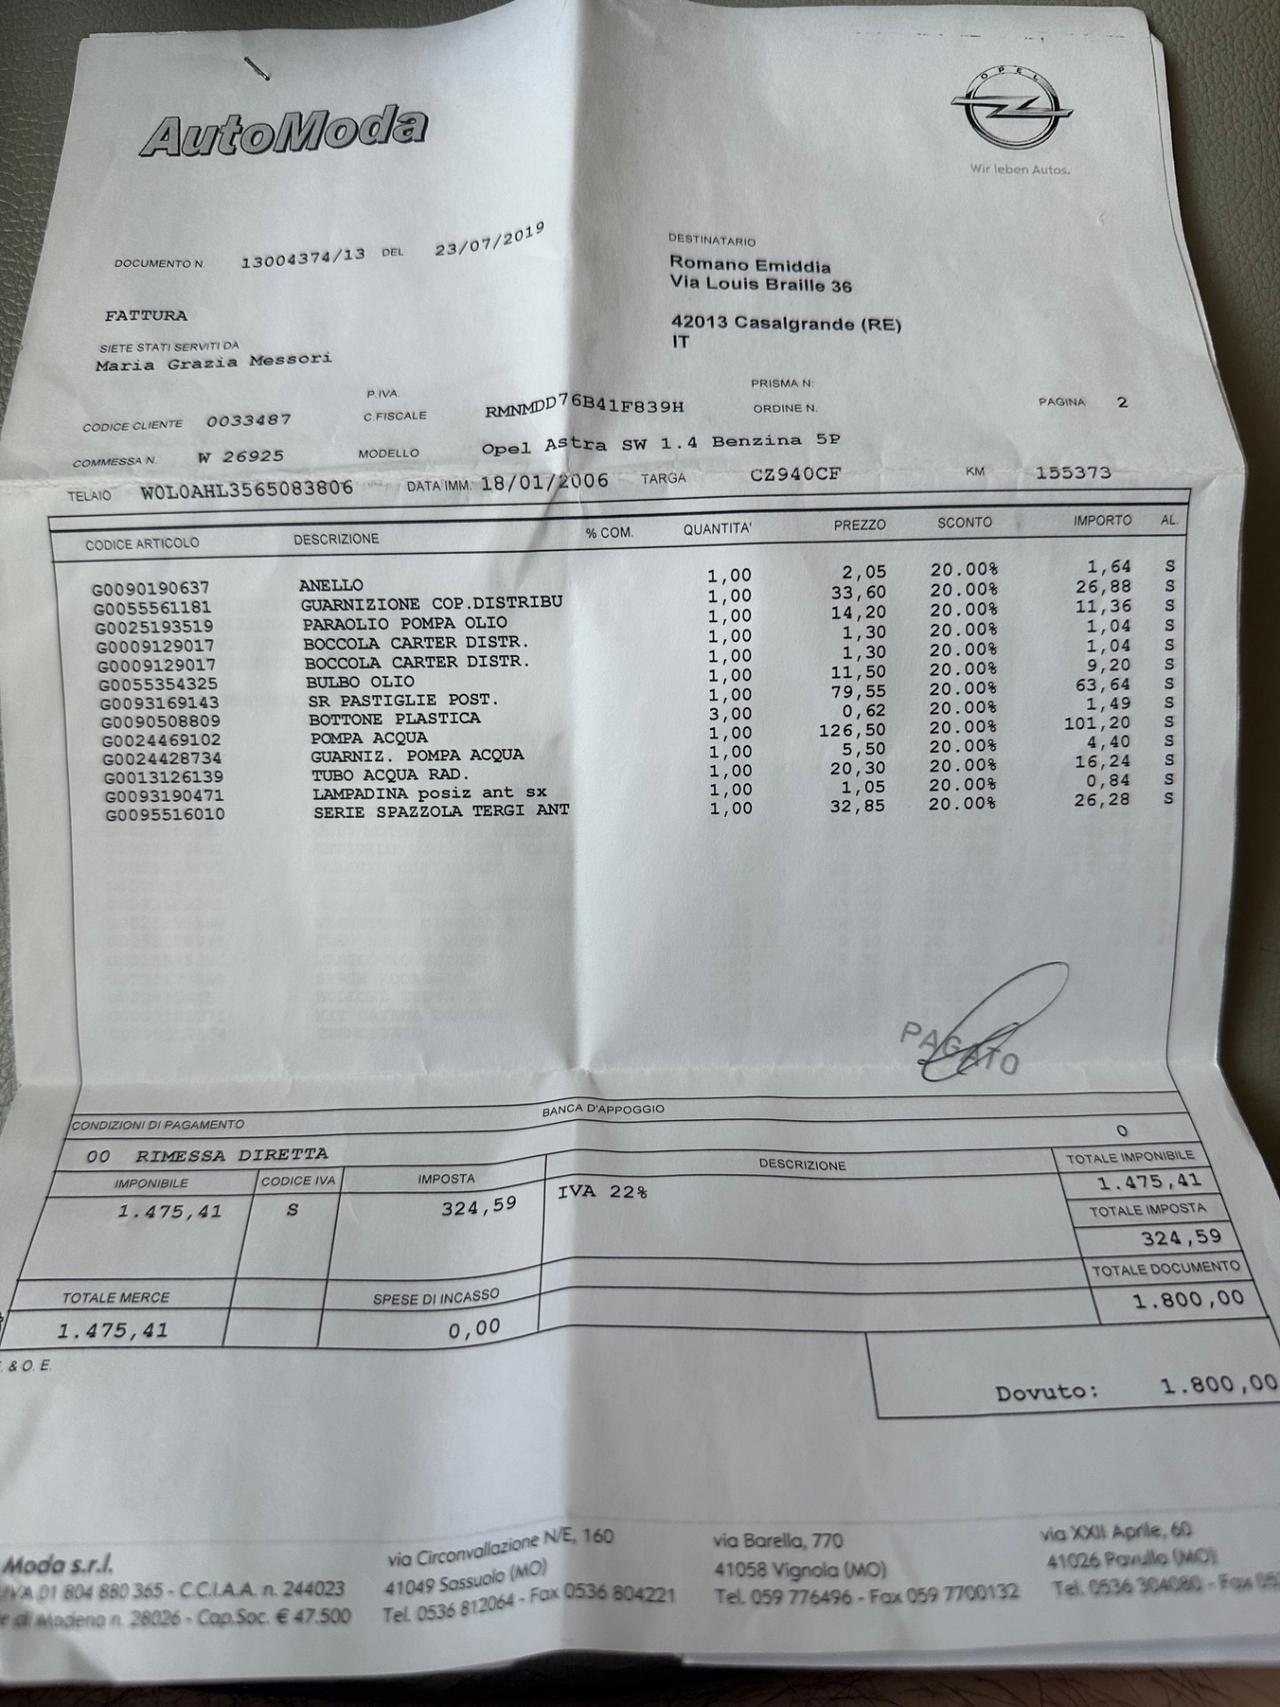 AutoModa
OPEL
Wir leben Autos.
DOCUMENTO N. 13004374/13 DEL 23/07/2019
DESTINATARIO
Romano Emiddia
Via Louis Braille 36
42013 Casalgrande (RE)
IT
FATTURA
SIETE STATI SERVITI DA
Maria Grazia Messori
P.IVA.
PRISMA N:
CODICE CLIENTE 0033487 C.FISCALE RMNMDD76B41F839H ORDINE N. PAGINA 2
COMMESSA N. W 26925 MODELLO Opel Astra SW 1.4 Benzina 5P
TELAIO W0L0AHL3565083806 DATA IMM. 18/01/2006 TARGA CZ940CF KM 155373
CODICE ARTICOLO DESCRIZIONE % COM. QUANTITA' PREZZO SCONTO IMPORTO AL.
G0090190637 ANELLO 1,00 2,05 20.00% 1,64 S
G0055561181 GUARNIZIONE COP.DISTRIBU 1,00 33,60 20.00% 26,88 S
G0025193519 PARAOLIO POMPA OLIO 1,00 14,20 20.00% 11,36 S
G0009129017 BOCCOLA CARTER DISTR. 1,00 1,30 20.00% 1,04 S
G0009129017 BOCCOLA CARTER DISTR. 1,00 1,30 20.00% 1,04 S
G0055354325 BULBO OLIO 1,00 11,50 20.00% 9,20 S
G0093169143 SR PASTIGLIE POST. 1,00 79,55 20.00% 63,64 S
G0090508809 BOTTONE PLASTICA 3,00 0,62 20.00% 1,49 S
G0024469102 POMPA ACQUA 1,00 126,50 20.00% 101,20 S
G0024428734 GUARNIZ. POMPA ACQUA 1,00 5,50 20.00% 4,40 S
G0013126139 TUBO ACQUA RAD. 1,00 20,30 20.00% 16,24 S
G0093190471 LAMPADINA posiz ant sx 1,00 1,05 20.00% 0,84 S
G0095516010 SERIE SPAZZOLA TERGI ANT 1,00 32,85 20.00% 26,28 S
PAGATO
CONDIZIONI DI PAGAMENTO BANCA D'APPOGGIO
00 RIMESSA DIRETTA 0
IMPONIBILE CODICE IVA IMPOSTA DESCRIZIONE TOTALE IMPONIBILE
1.475,41 S 324,59 IVA 22% 1.475,41
TOTALE IMPOSTA
324,59
TOTALE DOCUMENTO
TOTALE MERCE SPESE DI INCASSO 1.800,00
1.475,41 0,00
. & O. E.
Dovuto: 1.800,00
Moda s.r.l.
IVA 01 804 880 365 - C.C.I.A.A. n. 244023
di Modena n. 28026 - Cap.Soc. € 47.500
via Circonvallazione N/E, 160
41049 Sassuolo (MO)
Tel. 0536 812064 - Fax 0536 804221
via Barella, 770
41058 Vignola (MO)
Tel. 059 776496 - Fax 059 7700132
via XXII Aprile, 60
41026 Pavullo (MO)
Tel. 0536 304080 - Fax